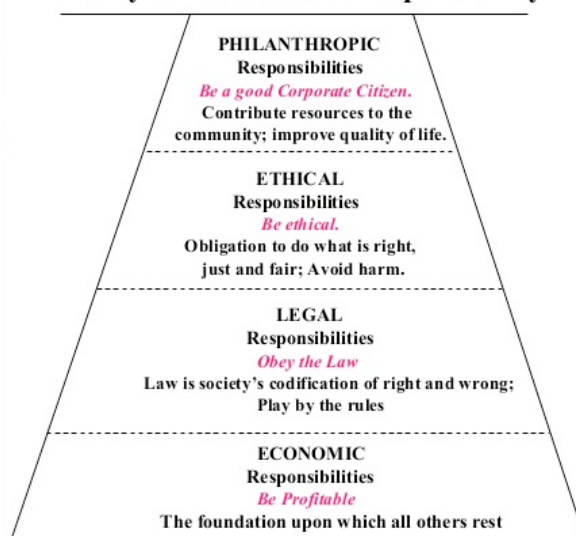 PHILANTHROPIC
Responsibilities
Be a good Corporate Citizen.
Contribute resources to the
community; improve quality of life.
ETHICAL
Responsibilities
Be ethical.
Obligation to do what is right,
just and fair; Avoid harm.
LEGAL
Responsibilities
Obey the Law
Law is society's codification of right and wrong;
Play by the rules
ECONOMIC
Responsibilities
Be Profitable
The foundation upon which all others rest